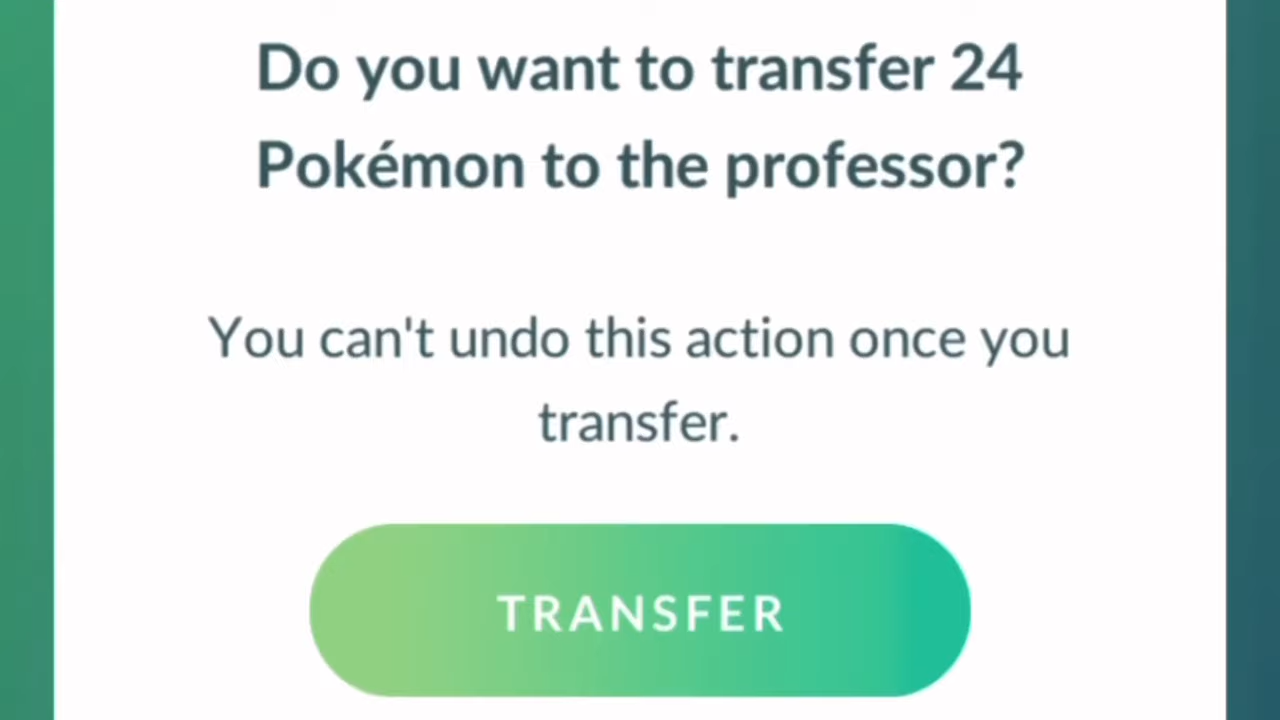 Do you want to transfer 24
Pokémon to the professor?
You can't undo this action once you
transfer.
TRANSFER